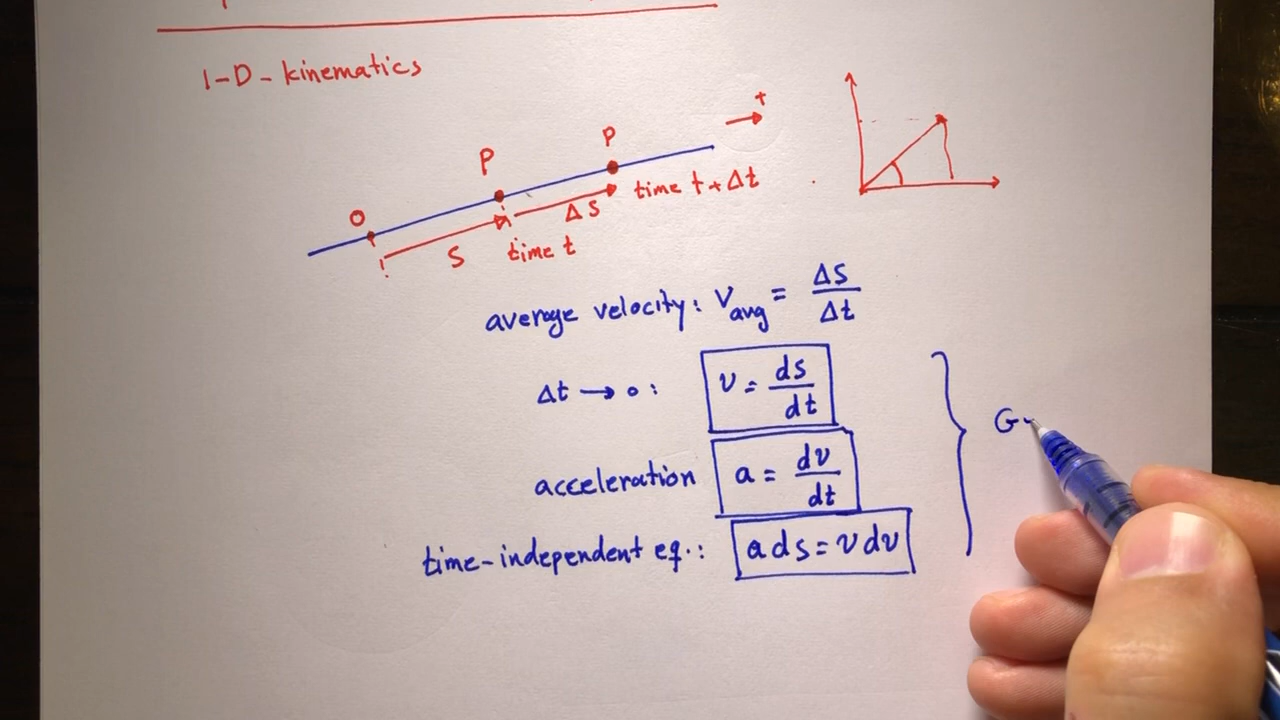 1-D-kinematics
+
P
P
O
time t+Δt
ΔS
S
time t
average velocity: Vavg = ΔS/Δt
Δt → 0: v = ds/dt
acceleration a = dv/dt
time-independent eq.: a ds = v dv
G